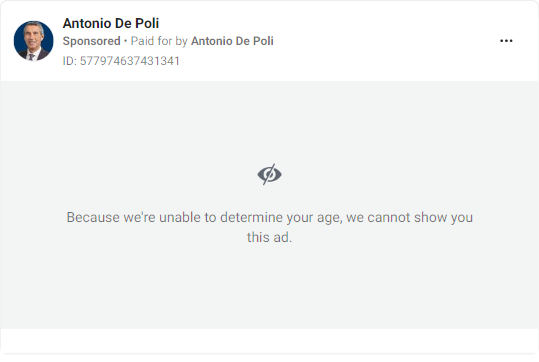 Antonio De Poli
Sponsored • Paid for by Antonio De Poli
ID: 577974637431341
Because we're unable to determine your age, we cannot show you
this ad.